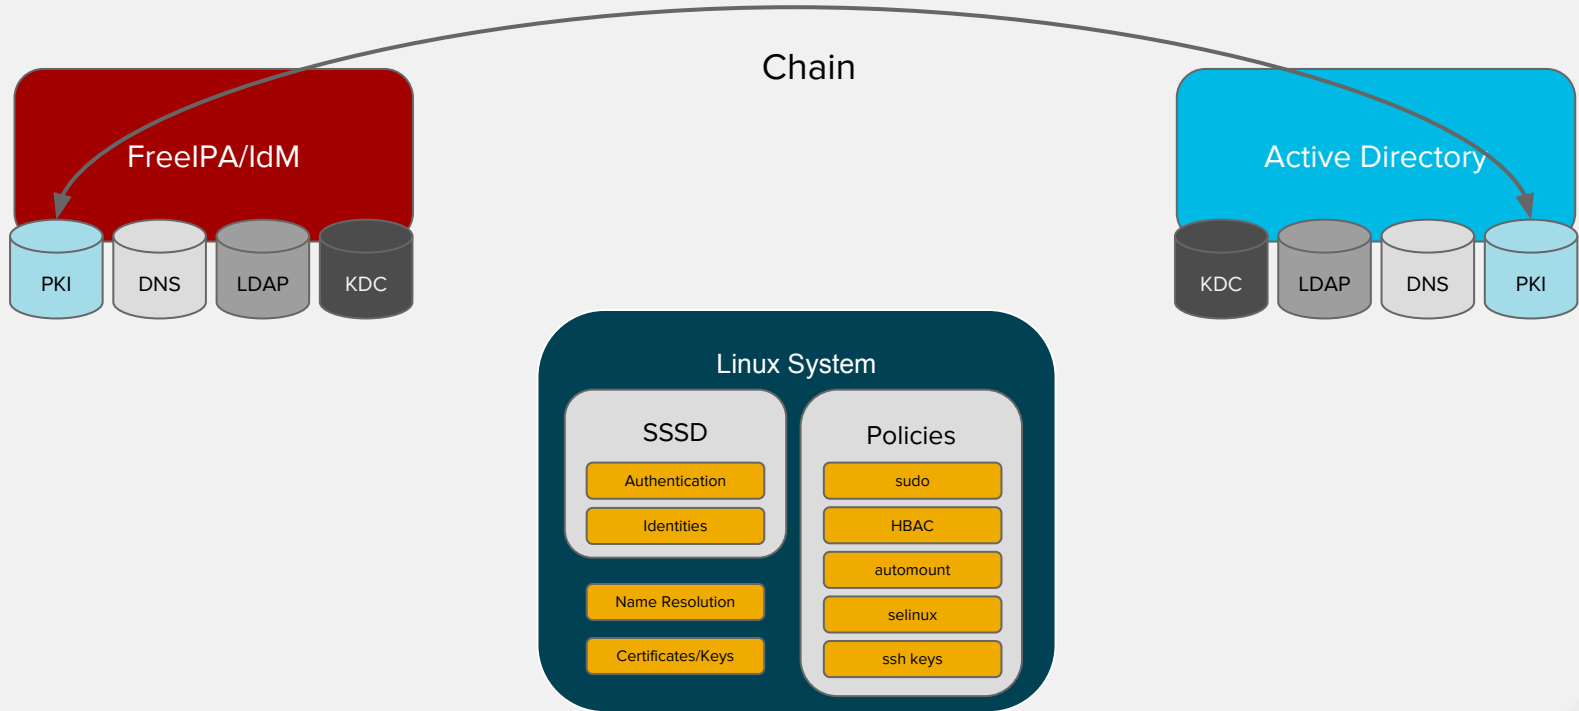 Chain
FreeIPA/IdM
Active Directory
PKI
DNS
LDAP
KDC
KDC
LDAP
DNS
PKI
Linux System
SSSD
Authentication
Identities
Name Resolution
Certificates/Keys
Policies
sudo
HBAC
automount
selinux
ssh keys